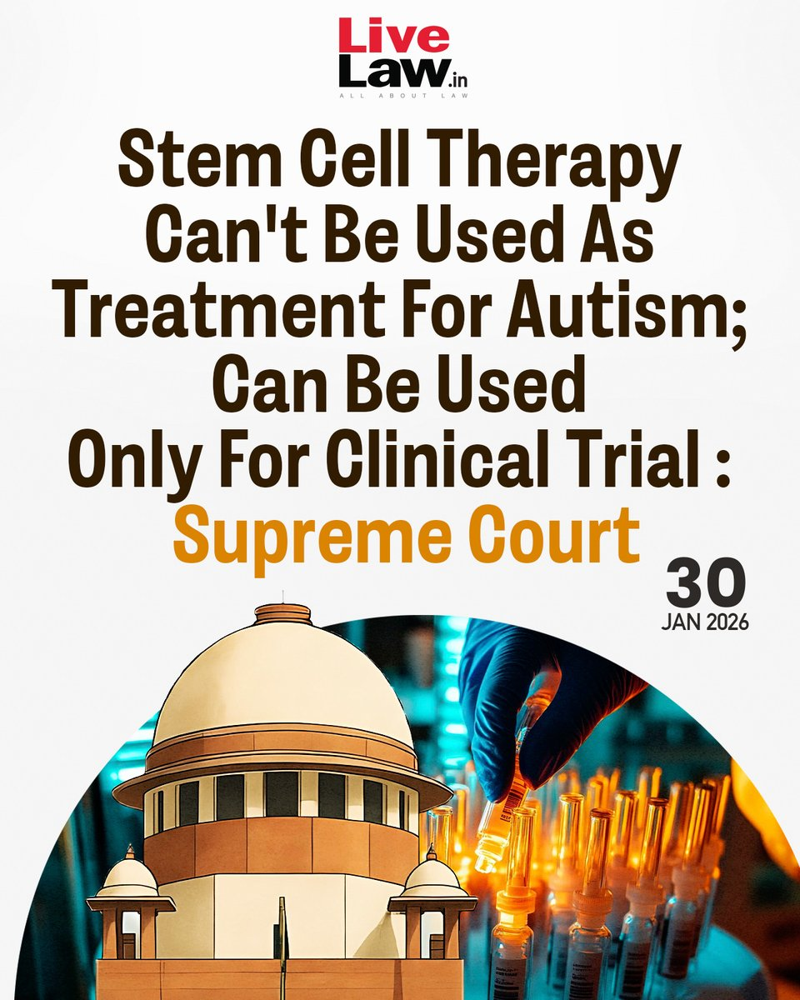 Live
Law.in
ALL ABOUT LAW
Stem Cell Therapy
Can't Be Used As
Treatment For Autism;
Can Be Used
Only For Clinical Trial :
Supreme Court
30
JAN 2026